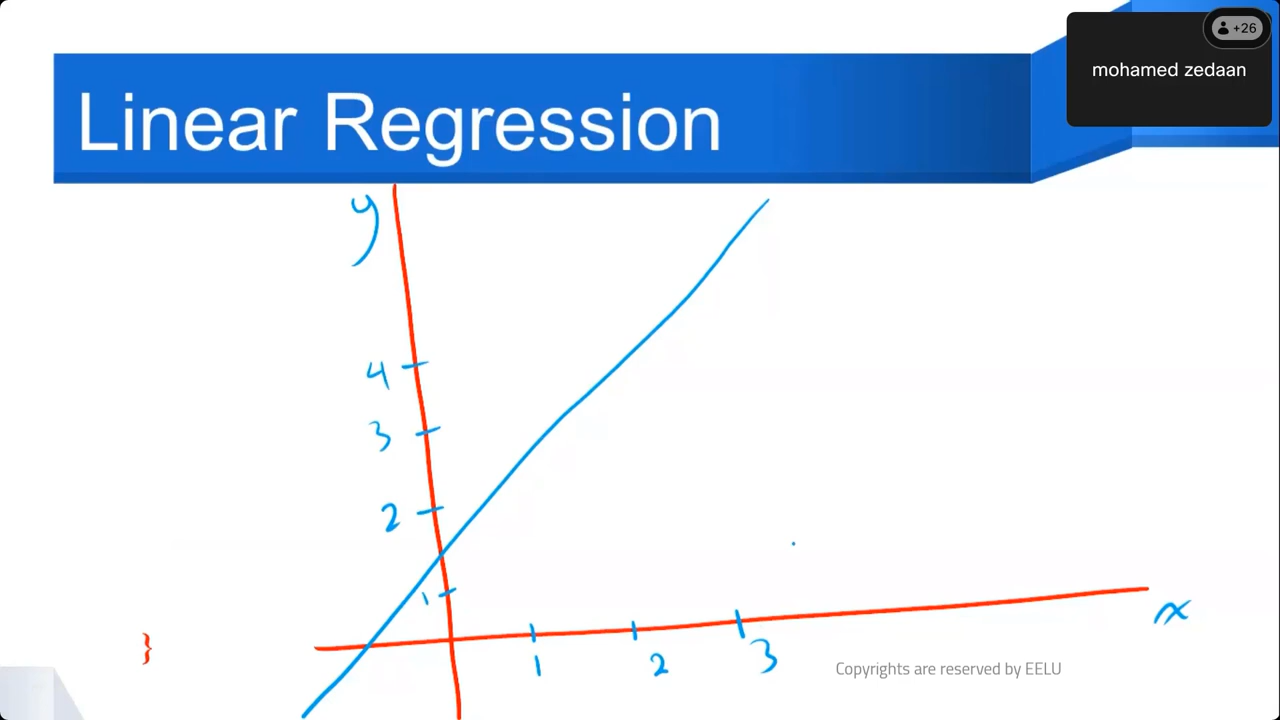 +26
mohamed zedaan
Linear Regression
y
4
3
2
1
}
1 2 3
x
Copyrights are reserved by EELU